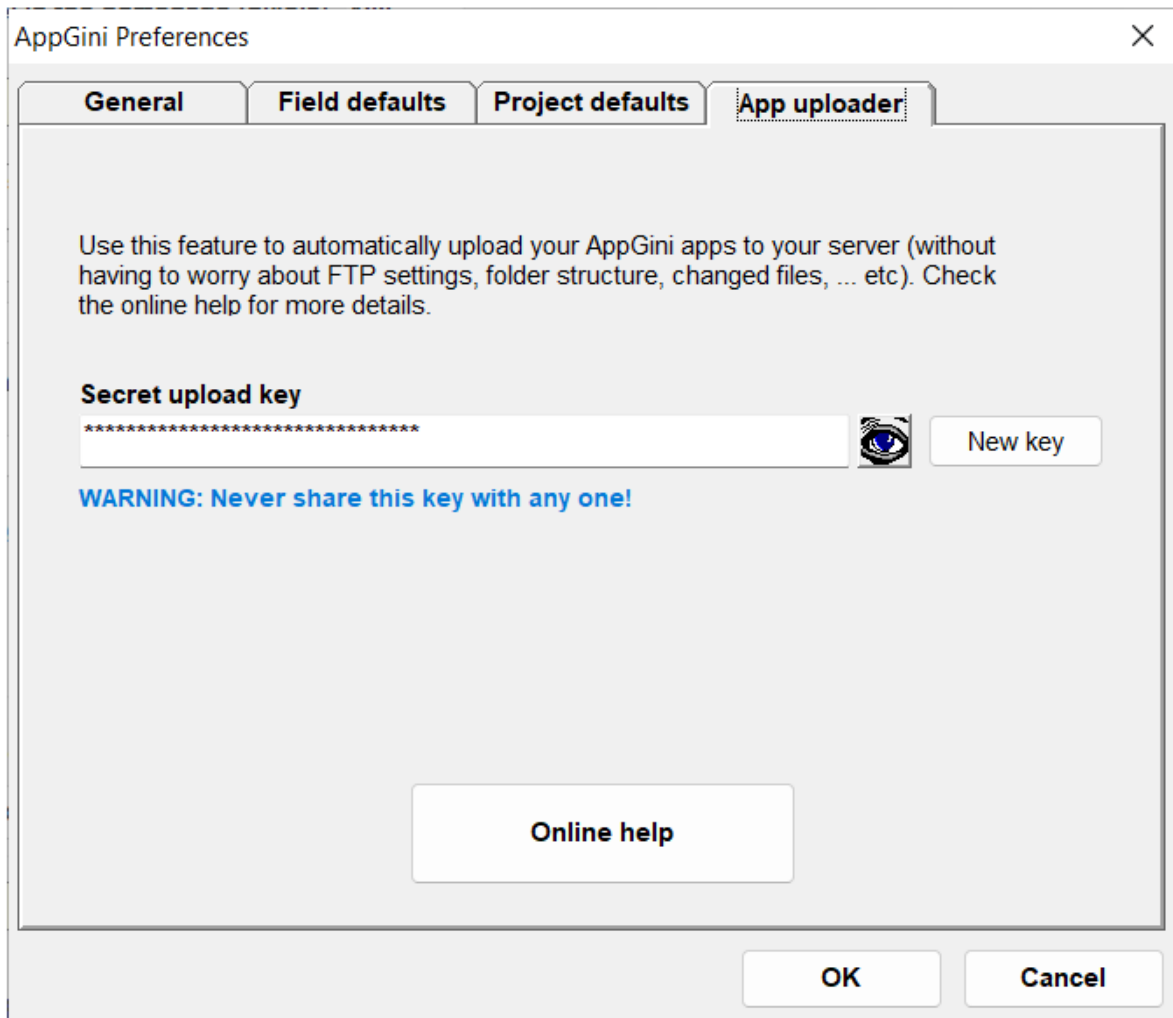 AppGini Preferences
General
Field defaults
Project defaults
App uploader
Use this feature to automatically upload your AppGini apps to your server (without
having to worry about FTP settings, folder structure, changed files, ... etc). Check
the online help for more details.
Secret upload key
********************************
New key
WARNING: Never share this key with any one!
Online help
OK
Cancel